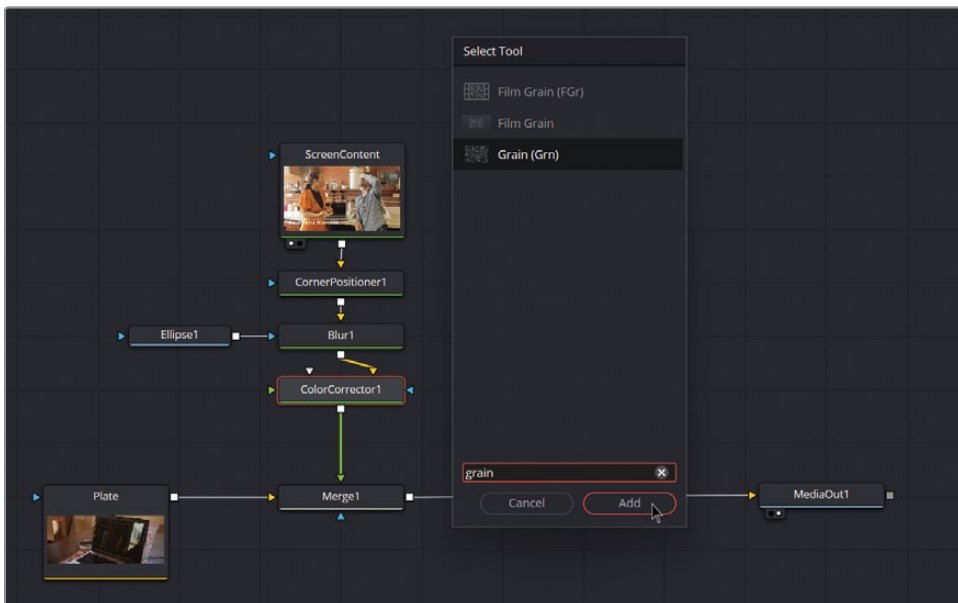 Select Tool
Film Grain (FGr)
Film Grain
Grain (Grn)
ScreenContent
CornerPositioner1
Ellipse1
Blur1
ColorCorrector1
grain
Cancel
Add
Plate
Merge1
MediaOut1